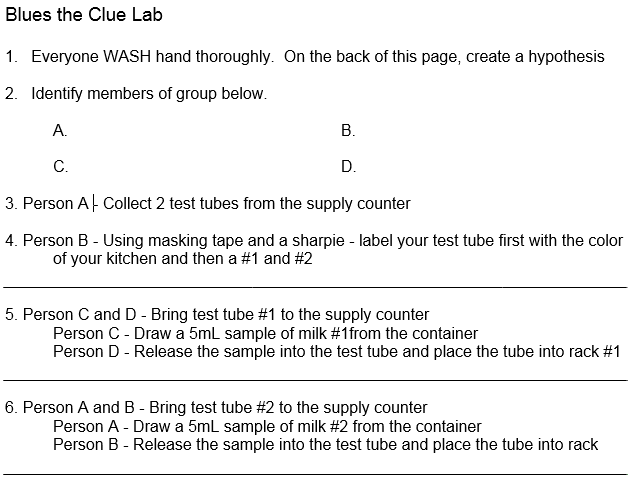 Blues the Clue Lab
1. Everyone WASH hand thoroughly. On the back of this page, create a hypothesis
2. Identify members of group below.
A. B.
C. D.
3. Person A - Collect 2 test tubes from the supply counter
4. Person B - Using masking tape and a sharpie - label your test tube first with the color
of your kitchen and then a #1 and #2
5. Person C and D - Bring test tube #1 to the supply counter
Person C - Draw a 5mL sample of milk #1from the container
Person D - Release the sample into the test tube and place the tube into rack #1
6. Person A and B - Bring test tube #2 to the supply counter
Person A - Draw a 5mL sample of milk #2 from the container
Person B - Release the sample into the test tube and place the tube into rack